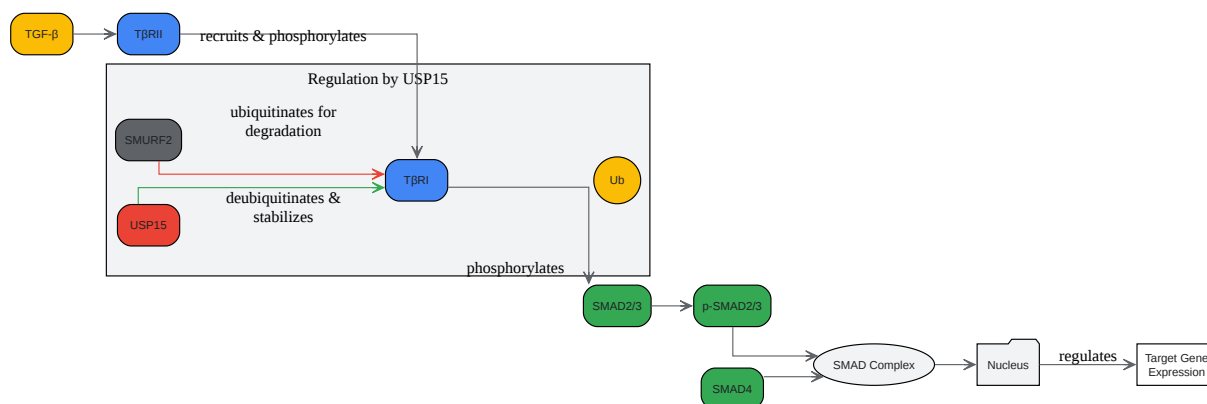 TGF-β
TβRII
recruits & phosphorylates
Regulation by USP15
ubiquitinates for
degradation
SMURF2
TβRI
Ub
deubiquitinates &
stabilizes
USP15
phosphorylates
SMAD2/3
p-SMAD2/3
SMAD4
SMAD Complex
Nucleus
regulates
Target Gene
Expression